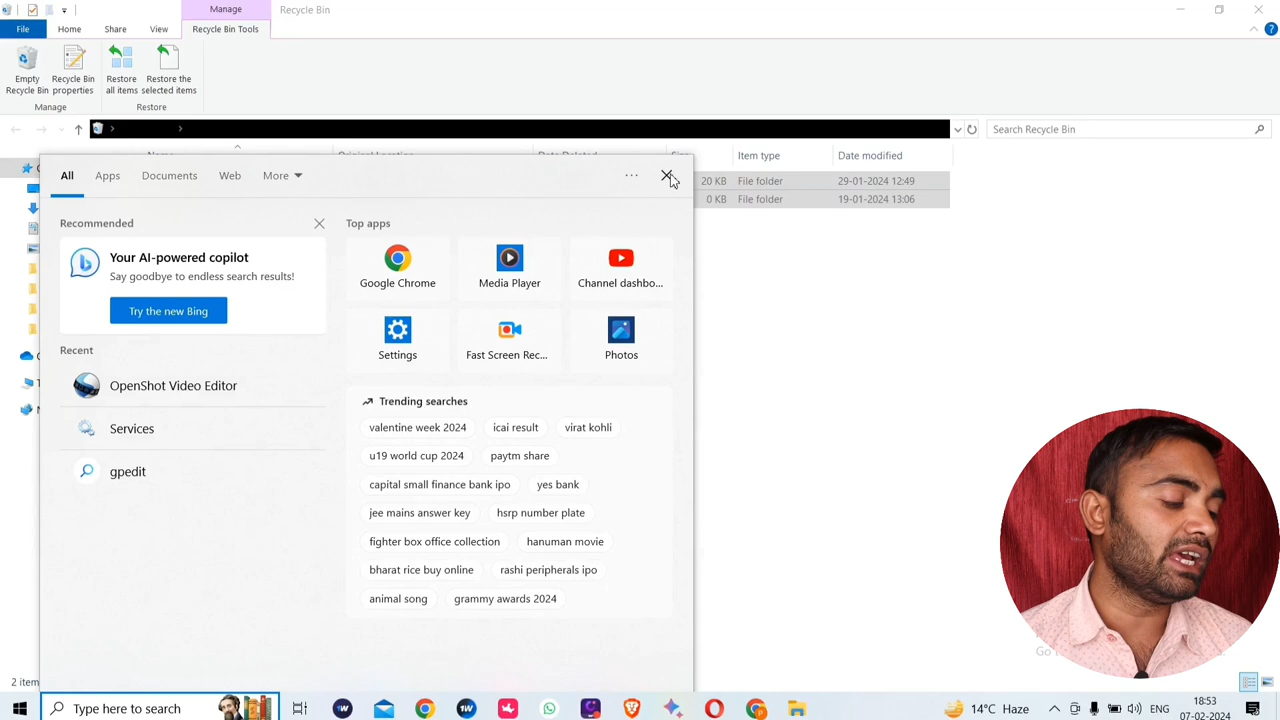 Manage
Recycle Bin
File
Home
Share
View
Recycle Bin Tools
Empty
Recycle Bin
Recycle Bin
properties
Restore
all items
Restore the
selected items
Manage
Restore
Search Recycle Bin
Item type
Date modified
20 KB
File folder
29-01-2024 12:49
0 KB
File folder
19-01-2024 13:06
All
Apps
Documents
Web
More
Recommended
Your AI-powered copilot
Say goodbye to endless search results!
Try the new Bing
Recent
OpenShot Video Editor
Services
gpedit
Top apps
Google Chrome
Media Player
Channel dashbo...
Settings
Fast Screen Rec...
Photos
Trending searches
valentine week 2024
icai result
virat kohli
u19 world cup 2024
paytm share
capital small finance bank ipo
yes bank
jee mains answer key
hsrp number plate
fighter box office collection
hanuman movie
bharat rice buy online
rashi peripherals ipo
animal song
grammy awards 2024
2 item
Type here to search
14°C Haze
ENG
18:53
07-02-2024